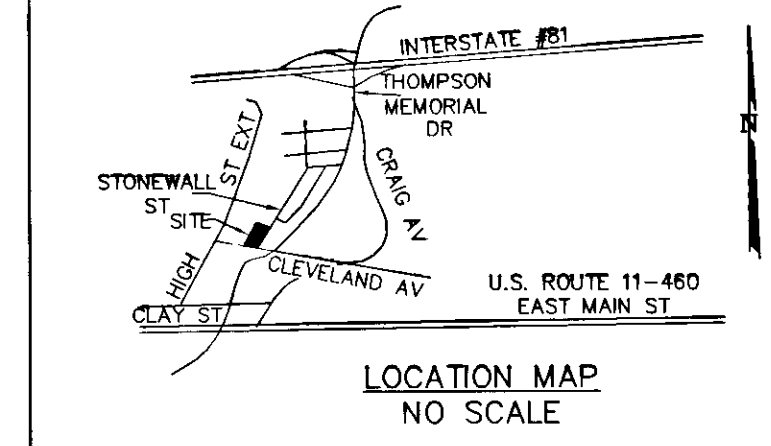 INTERSTATE #81
THOMPSON
MEMORIAL
DR
N
HIGH ST EXT
CRAIG AV
STONEWALL
ST
SITE
CLEVELAND AV
U.S. ROUTE 11-460
EAST MAIN ST
CLAY ST
LOCATION MAP
NO SCALE